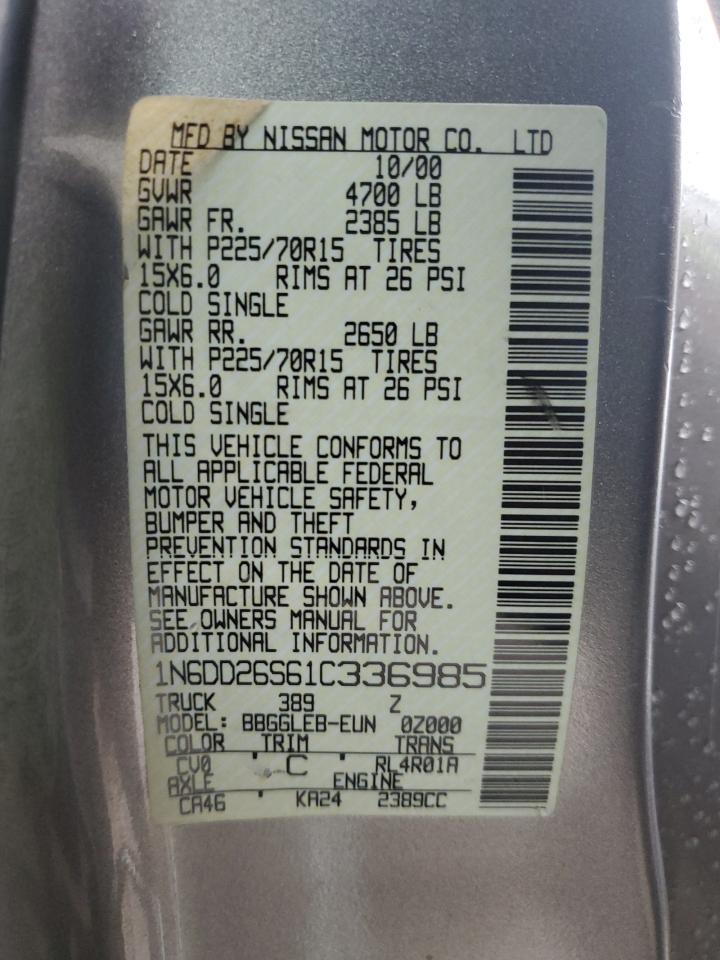 MFD BY NISSAN MOTOR CO. LTD
DATE 10/00
GVWR 4700 LB
GAWR FR. 2385 LB
WITH P225/70R15 TIRES
15X6.0 RIMS AT 26 PSI
COLD SINGLE
GAWR RR. 2650 LB
WITH P225/70R15 TIRES
15X6.0 RIMS AT 26 PSI
COLD SINGLE
THIS VEHICLE CONFORMS TO
ALL APPLICABLE FEDERAL
MOTOR VEHICLE SAFETY,
BUMPER AND THEFT
PREVENTION STANDARDS IN
EFFECT ON THE DATE OF
MANUFACTURE SHOWN ABOVE.
SEE OWNERS MANUAL FOR
ADDITIONAL INFORMATION.
1N6DD26S61C336985
TRUCK 389 Z
MODEL: BBGGLEB-EUN 0Z000
COLOR TRIM TRANS
CV0 C RL4R01A
AXLE ENGINE
CA46 KA24 2389CC